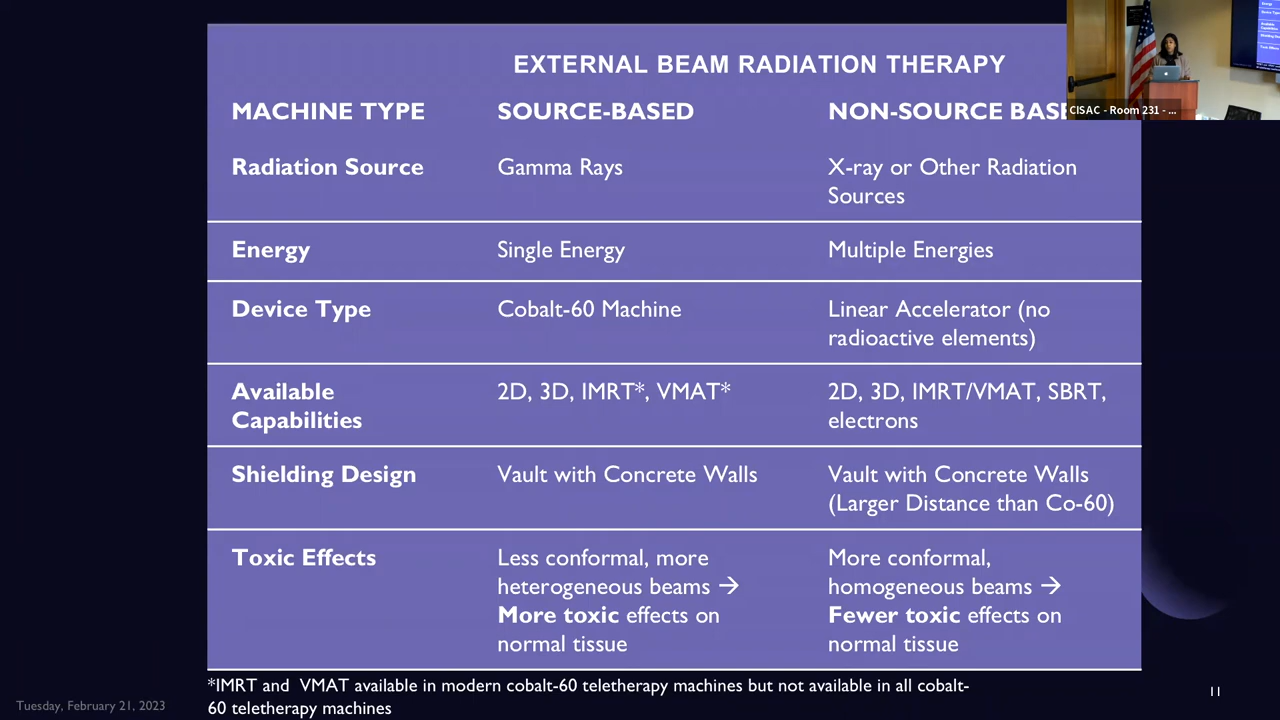 EXTERNAL BEAM RADIATION THERAPY
MACHINE TYPE
SOURCE-BASED
NON-SOURCE BASE
CISAC - Room 231 - ...
Radiation Source
Gamma Rays
X-ray or Other Radiation
Sources
Energy
Single Energy
Multiple Energies
Device Type
Cobalt-60 Machine
Linear Accelerator (no
radioactive elements)
Available
Capabilities
2D, 3D, IMRT*, VMAT*
2D, 3D, IMRT/VMAT, SBRT,
electrons
Shielding Design
Vault with Concrete Walls
Vault with Concrete Walls
(Larger Distance than Co-60)
Toxic Effects
Less conformal, more
heterogeneous beams →
More toxic effects on
normal tissue
More conformal,
homogeneous beams →
Fewer toxic effects on
normal tissue
*IMRT and VMAT available in modern cobalt-60 teletherapy machines but not available in all cobalt-
60 teletherapy machines
Tuesday, February 21, 2023
11